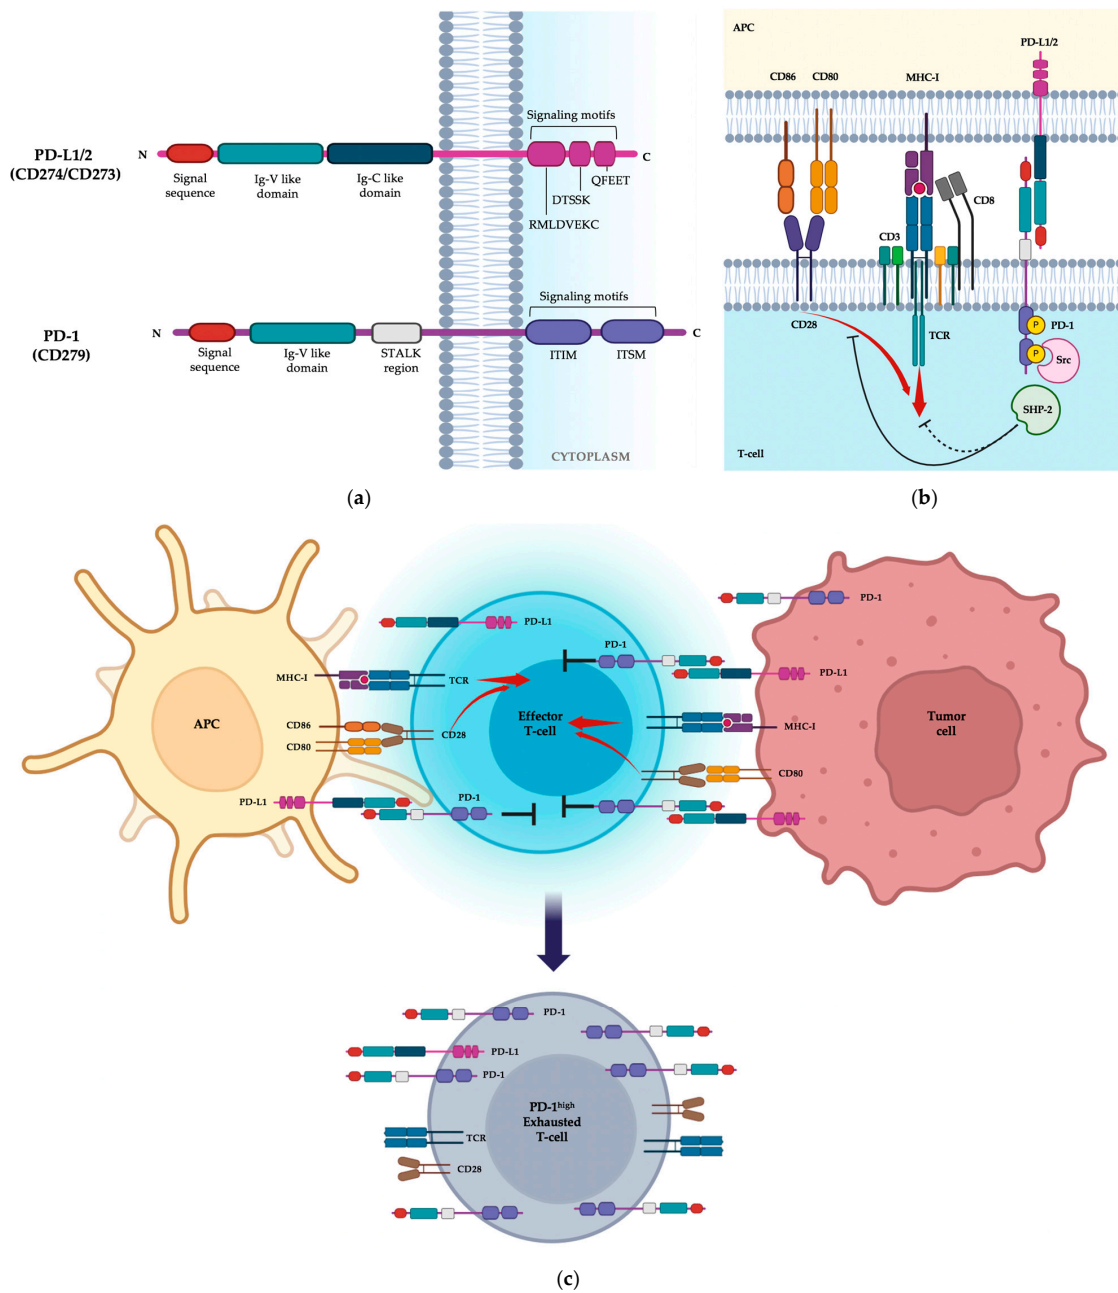 PD-L1/2
(CD274/CD273)
N
Signal
sequence
Ig-V like
domain
Ig-C like
domain
Signaling motifs
QFEET
DTSSK
RMLDVEKC
C
PD-1
(CD279)
N
Signal
sequence
Ig-V like
domain
STALK
region
Signaling motifs
ITIM
ITSM
C
CYTOPLASM
(a)
APC
CD86
CD80
MHC-I
PD-L1/2
CD8
CD3
CD28
TCR
P
PD-1
P
Src
SHP-2
T-cell
(b)
PD-L1
MHC-I
TCR
CD86
CD80
CD28
APC
PD-L1
PD-1
Effector
T-cell
PD-1
PD-1
PD-L1
MHC-I
CD80
Tumor
cell
PD-1
PD-L1
PD-1
TCR
CD28
PD-1high
Exhausted
T-cell
(c)